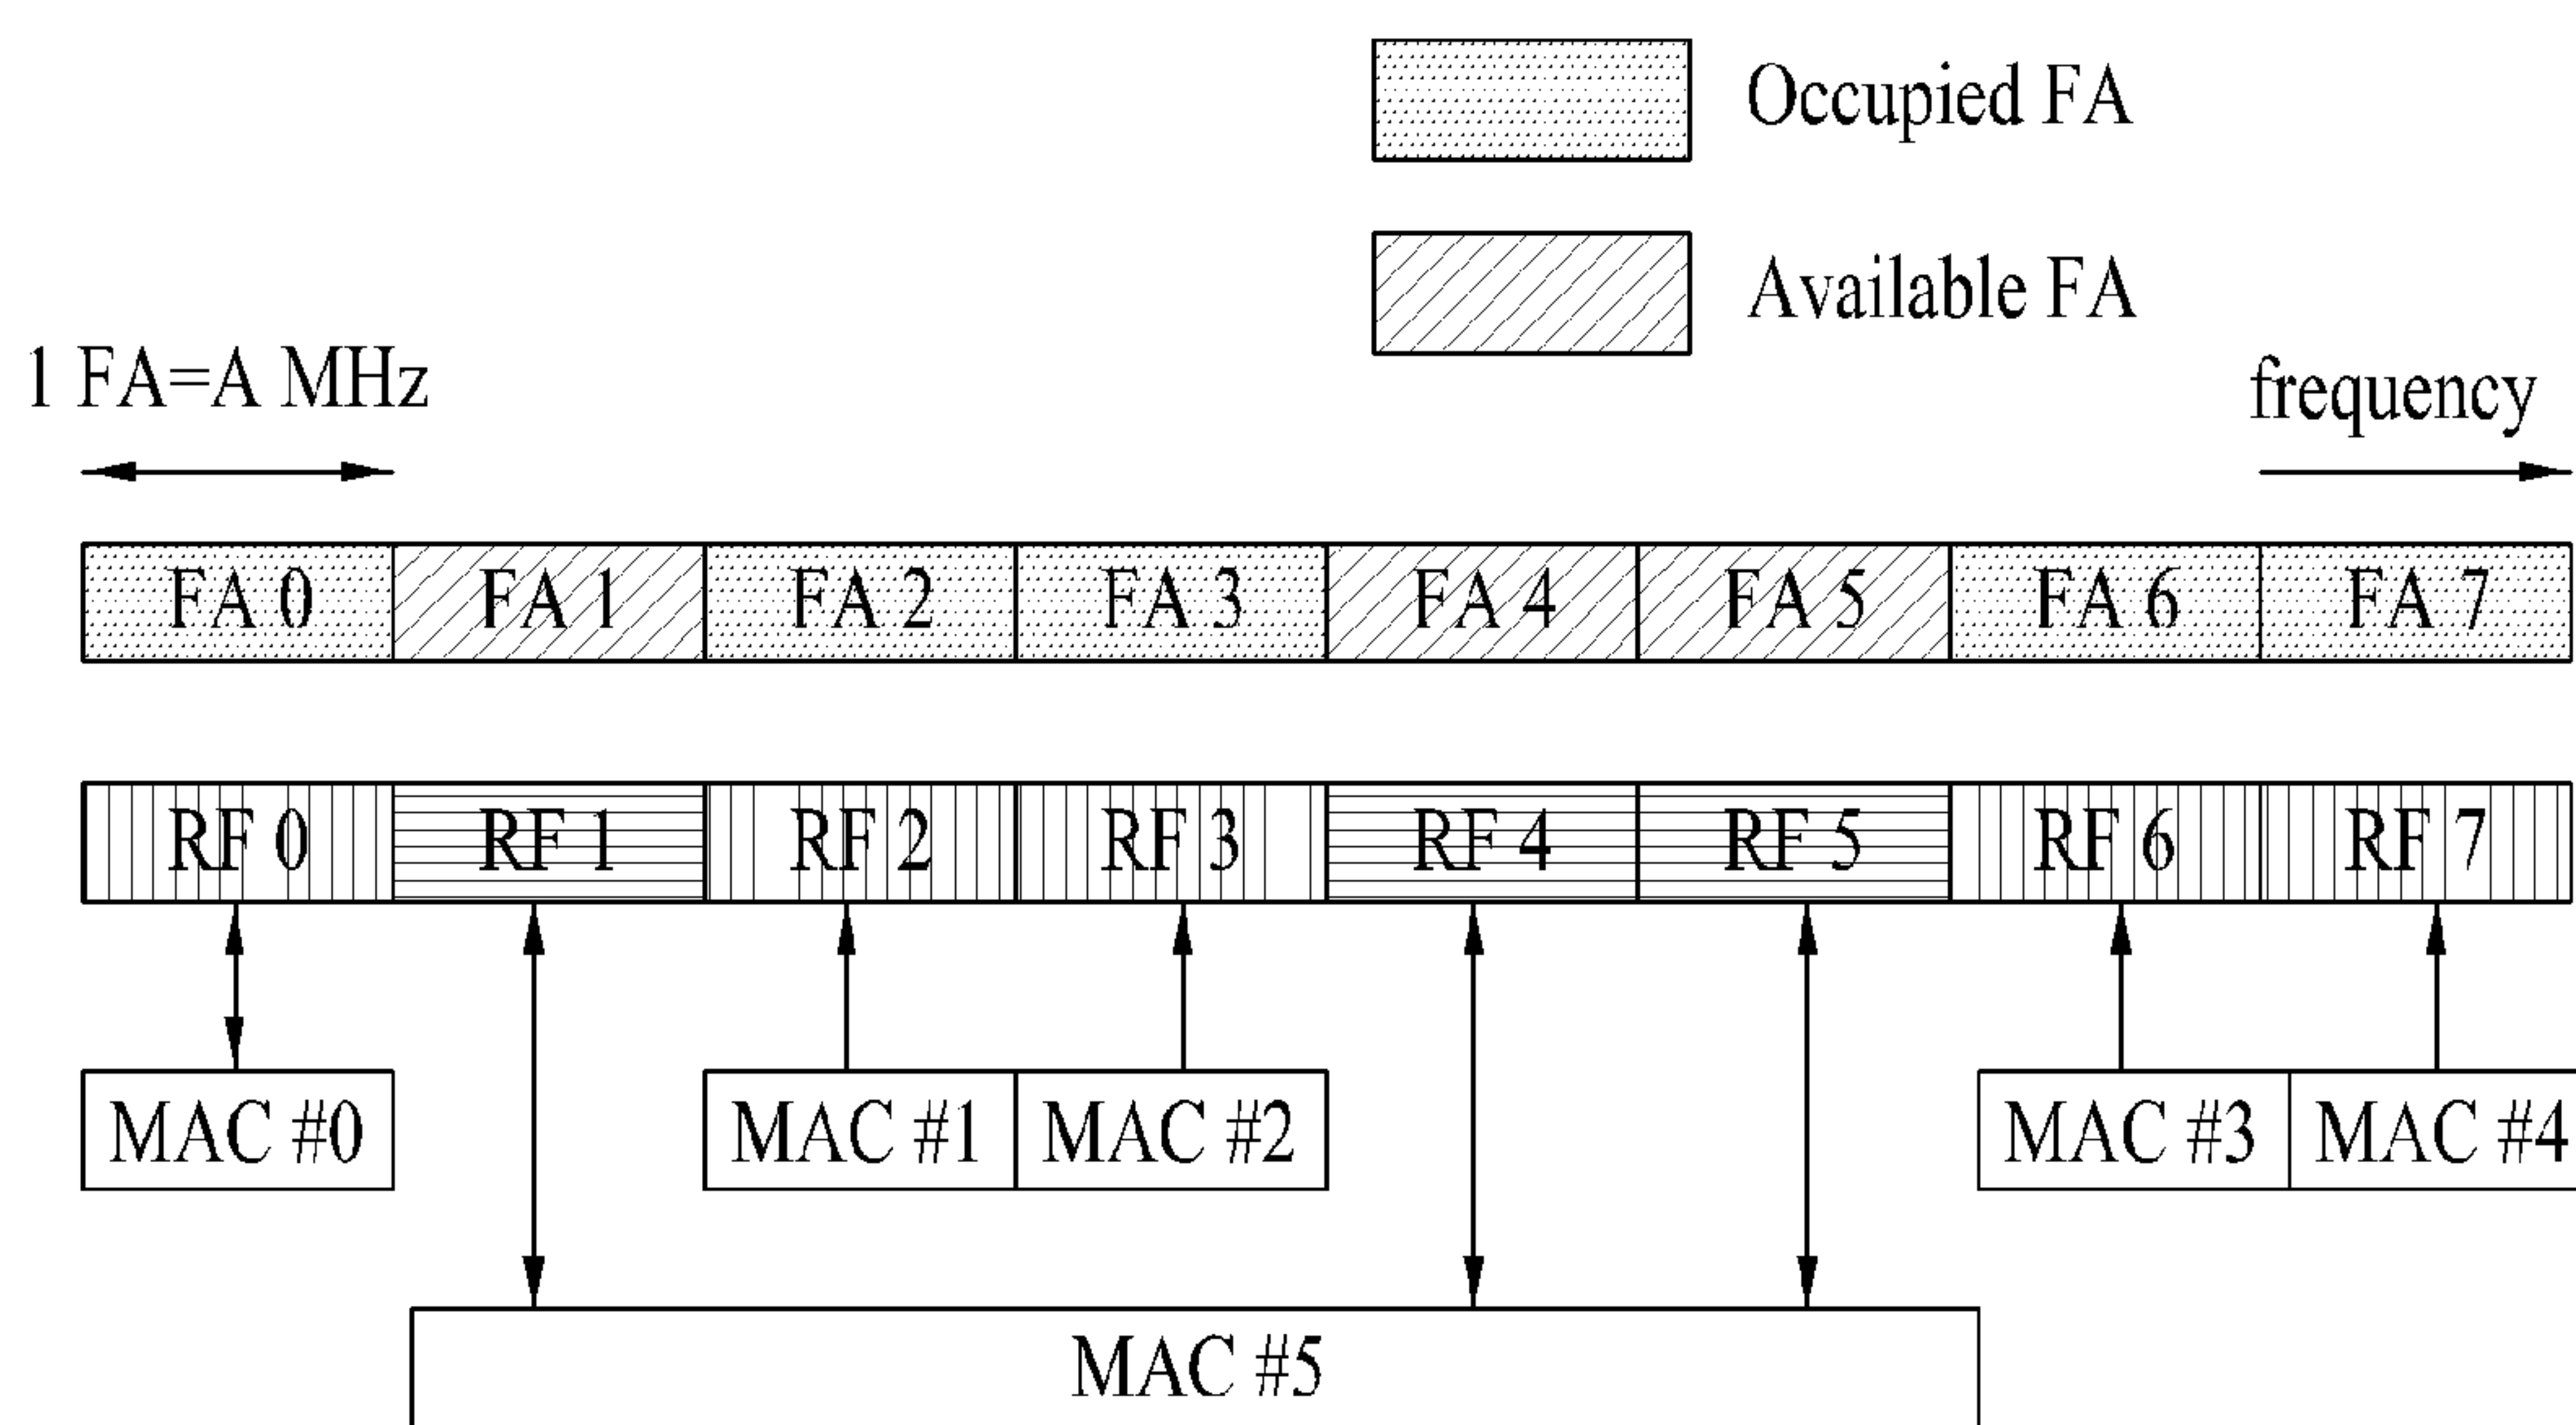 Occupied FA
Available FA
1 FA=A MHz
frequency
FA 0 FA 1 FA 2 FA 3 FA 4 FA 5 FA 6 FA 7
RF 0 RF 1 RF 2 RF 3 RF 4 RF 5 RF 6 RF 7
MAC #0 MAC #1 MAC #2 MAC #3 MAC #4
MAC #5